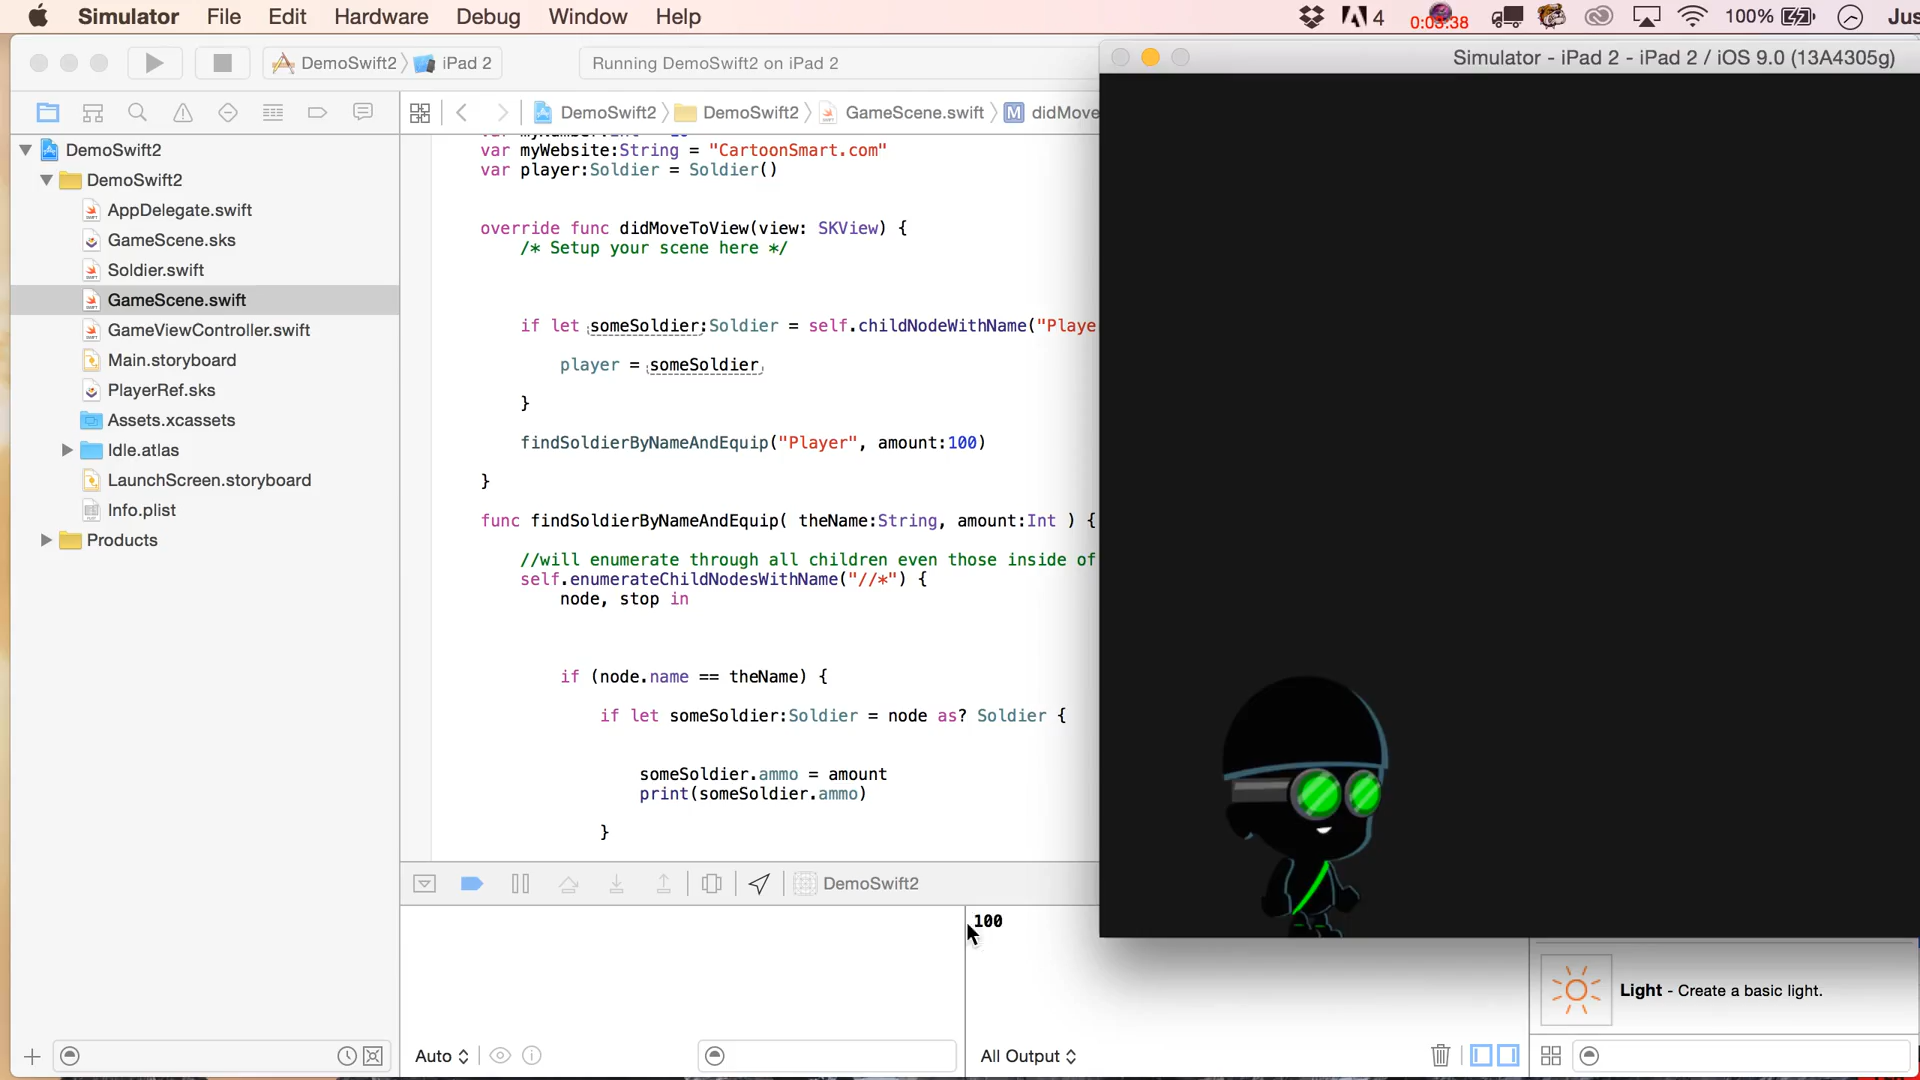 Simulator File Edit Hardware Debug Window Help 4 0:03:38 100% Jus
DemoSwift2 iPad 2 Running DemoSwift2 on iPad 2
Simulator - iPad 2 - iPad 2 / iOS 9.0 (13A4305g)
DemoSwift2 DemoSwift2 GameScene.swift M didMove
DemoSwift2
DemoSwift2
AppDelegate.swift
GameScene.sks
Soldier.swift
GameScene.swift
GameViewController.swift
Main.storyboard
PlayerRef.sks
Assets.xcassets
Idle.atlas
LaunchScreen.storyboard
Info.plist
Products
var myWebsite:String = "CartoonSmart.com"
var player:Soldier = Soldier()
override func didMoveToView(view: SKView) {
/* Setup your scene here */
if let someSoldier:Soldier = self.childNodeWithName("Playe
player = someSoldier
}
findSoldierByNameAndEquip("Player", amount:100)
}
func findSoldierByNameAndEquip( theName:String, amount:Int ) {
//will enumerate through all children even those inside of
self.enumerateChildNodesWithName("//*") {
node, stop in
if (node.name == theName) {
if let someSoldier:Soldier = node as? Soldier {
someSoldier.ammo = amount
print(someSoldier.ammo)
}
DemoSwift2
100
Light - Create a basic light.
Auto
All Output